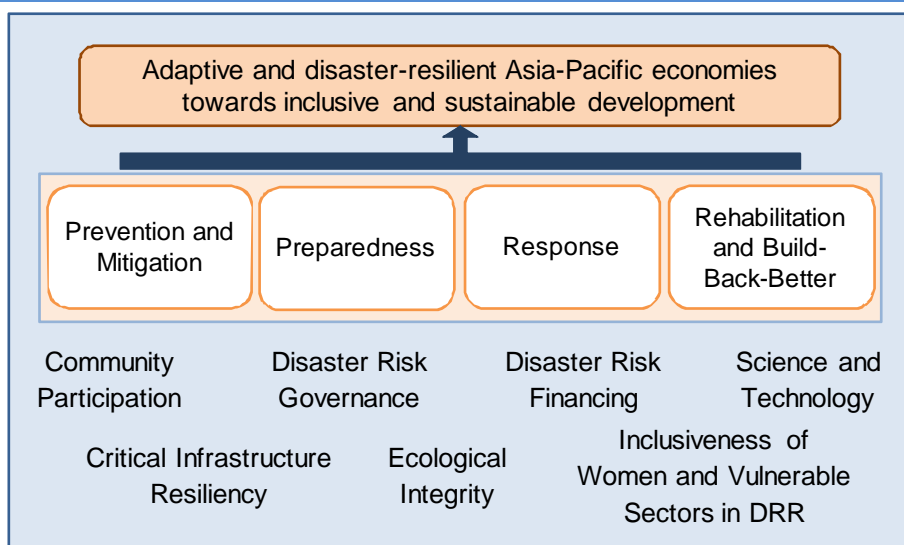 Adaptive and disaster-resilient Asia-Pacific economies
towards inclusive and sustainable development
Prevention and
Mitigation
Preparedness
Response
Rehabilitation
and Build-
Back-Better
Community
Participation
Disaster Risk
Governance
Disaster Risk
Financing
Science and
Technology
Critical Infrastructure
Resiliency
Ecological
Integrity
Inclusiveness of
Women and Vulnerable
Sectors in DRR